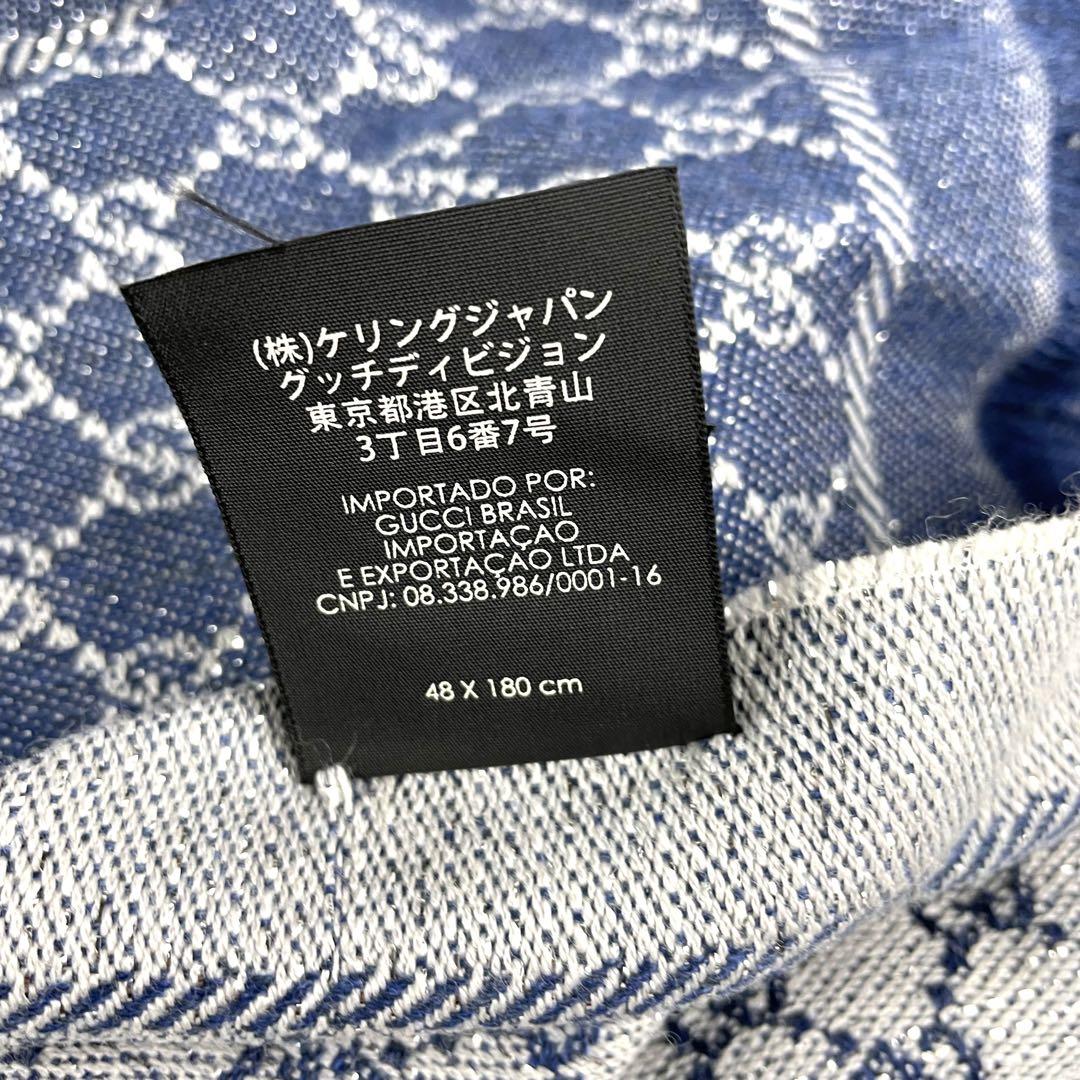 (株)ケリングジャパン
グッチディビジョン
東京都港区北青山
3丁目6番7号
IMPORTADO POR:
GUCCI BRASIL
IMPORTAÇAO
E EXPORTAÇAO LTDA
CNPJ: 08.338.986/0001-16
48 X 180 cm